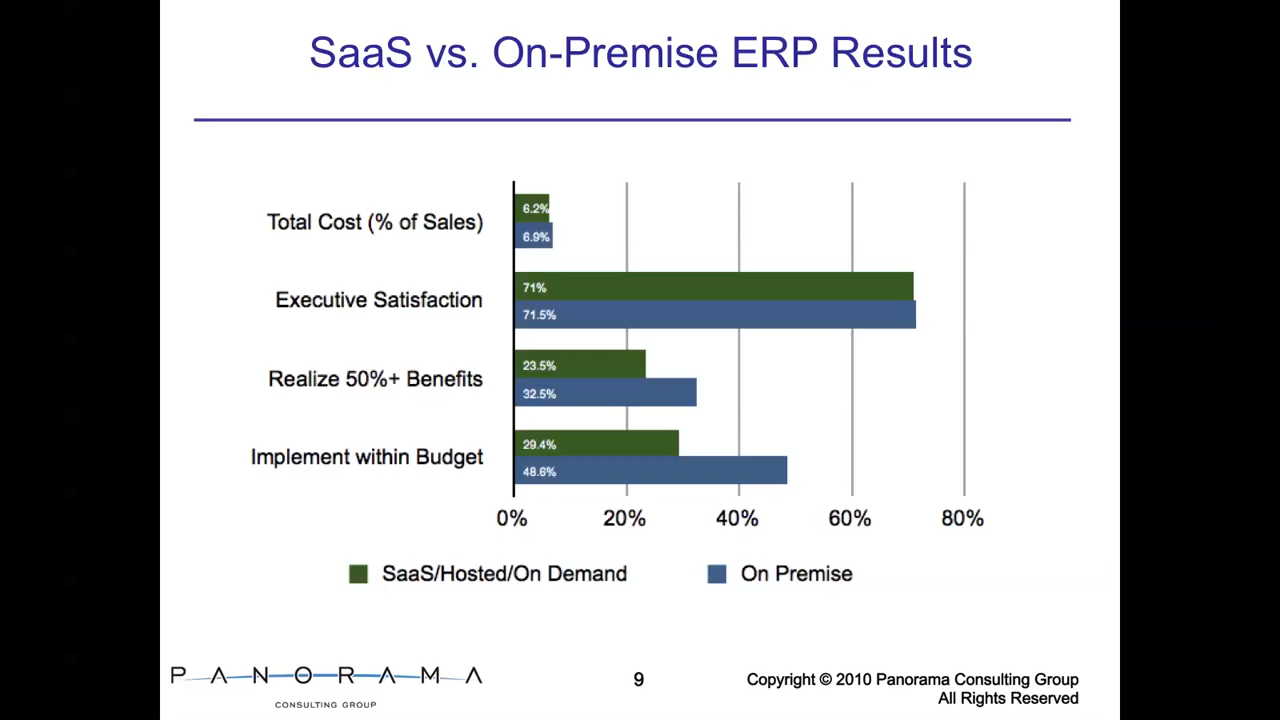 SaaS vs. On-Premise ERP Results
Total Cost (% of Sales)
6.2%
6.9%
Executive Satisfaction
71%
71.5%
Realize 50%+ Benefits
23.5%
32.5%
Implement within Budget
29.4%
48.6%
0% 20% 40% 60% 80%
SaaS/Hosted/On Demand On Premise
PANORAMA
CONSULTING GROUP
9
Copyright © 2010 Panorama Consulting Group
All Rights Reserved